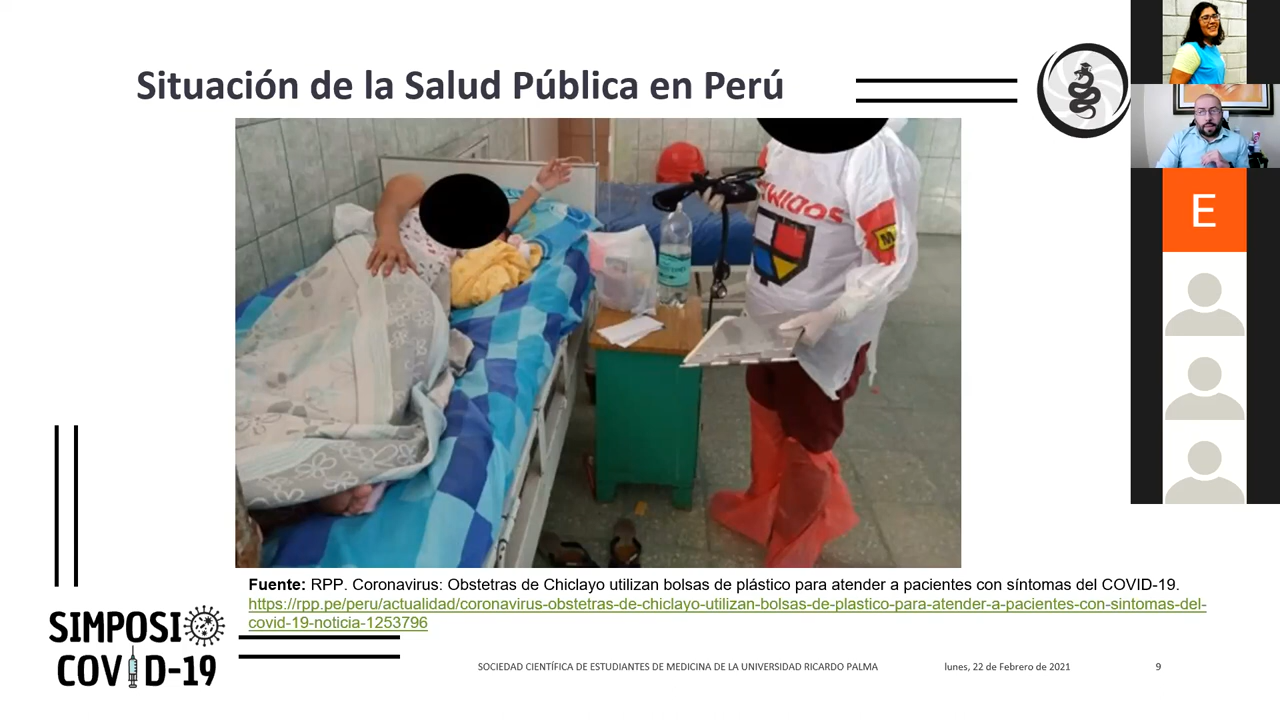 Situación de la Salud Pública en Perú
E
Fuente: RPP. Coronavirus: Obstetras de Chiclayo utilizan bolsas de plástico para atender a pacientes con síntomas del COVID-19.
https://rpp.pe/peru/actualidad/coronavirus-obstetras-de-chiclayo-utilizan-bolsas-de-plastico-para-atender-a-pacientes-con-sintomas-del-
covid-19-noticia-1253796
SIMPOSIO
COVID-19
SOCIEDAD CIENTÍFICA DE ESTUDIANTES DE MEDICINA DE LA UNIVERSIDAD RICARDO PALMA
lunes, 22 de Febrero de 2021
9